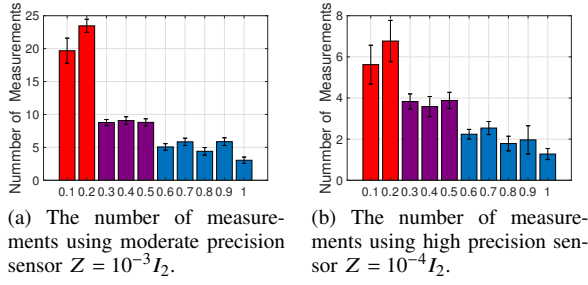 25
20
15
10
5
0
Nummber of Measurements
0.1 0.2 0.3 0.4 0.5 0.6 0.7 0.8 0.9 1
(a) The number of measure-
ments using moderate precision
sensor Z = 10⁻³I₂.
8
6
4
2
0
Nummber of Measurements
0.1 0.2 0.3 0.4 0.5 0.6 0.7 0.8 0.9 1
(b) The number of measure-
ments using high precision sen-
sor Z = 10⁻⁴I₂.